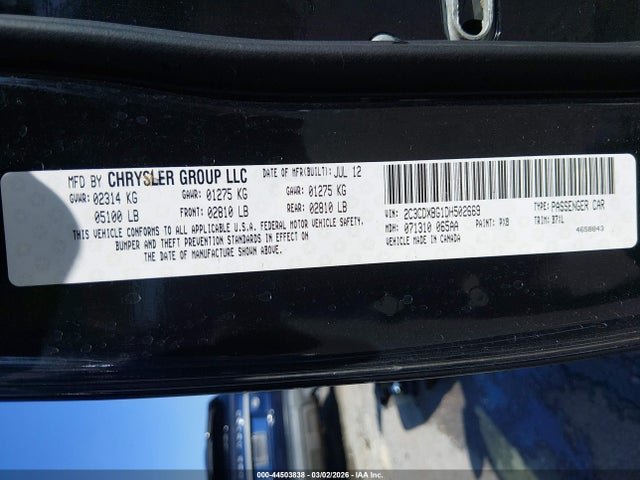 MFD BY CHRYSLER GROUP LLC DATE OF MFR(BUILT): JUL 12
GVWR: 02314 KG GAWR: 01275 KG GAWR: 01275 KG
05100 LB FRONT: 02810 LB REAR: 02810 LB
THIS VEHICLE CONFORMS TO ALL APPLICABLE U.S.A. FEDERAL MOTOR VEHICLE SAFETY,
BUMPER AND THEFT PREVENTION STANDARDS IN EFFECT ON
THE DATE OF MANUFACTURE SHOWN ABOVE.
VIN: 2C3CDXBG1DH502669 TYPE: PASSENGER CAR
MDH: 071310 065AA PAINT: PXB TRIM: B7XL
VEHICLE MADE IN CANADA 4658843
000-44503838 - 03/02/2026 - IAA, Inc.